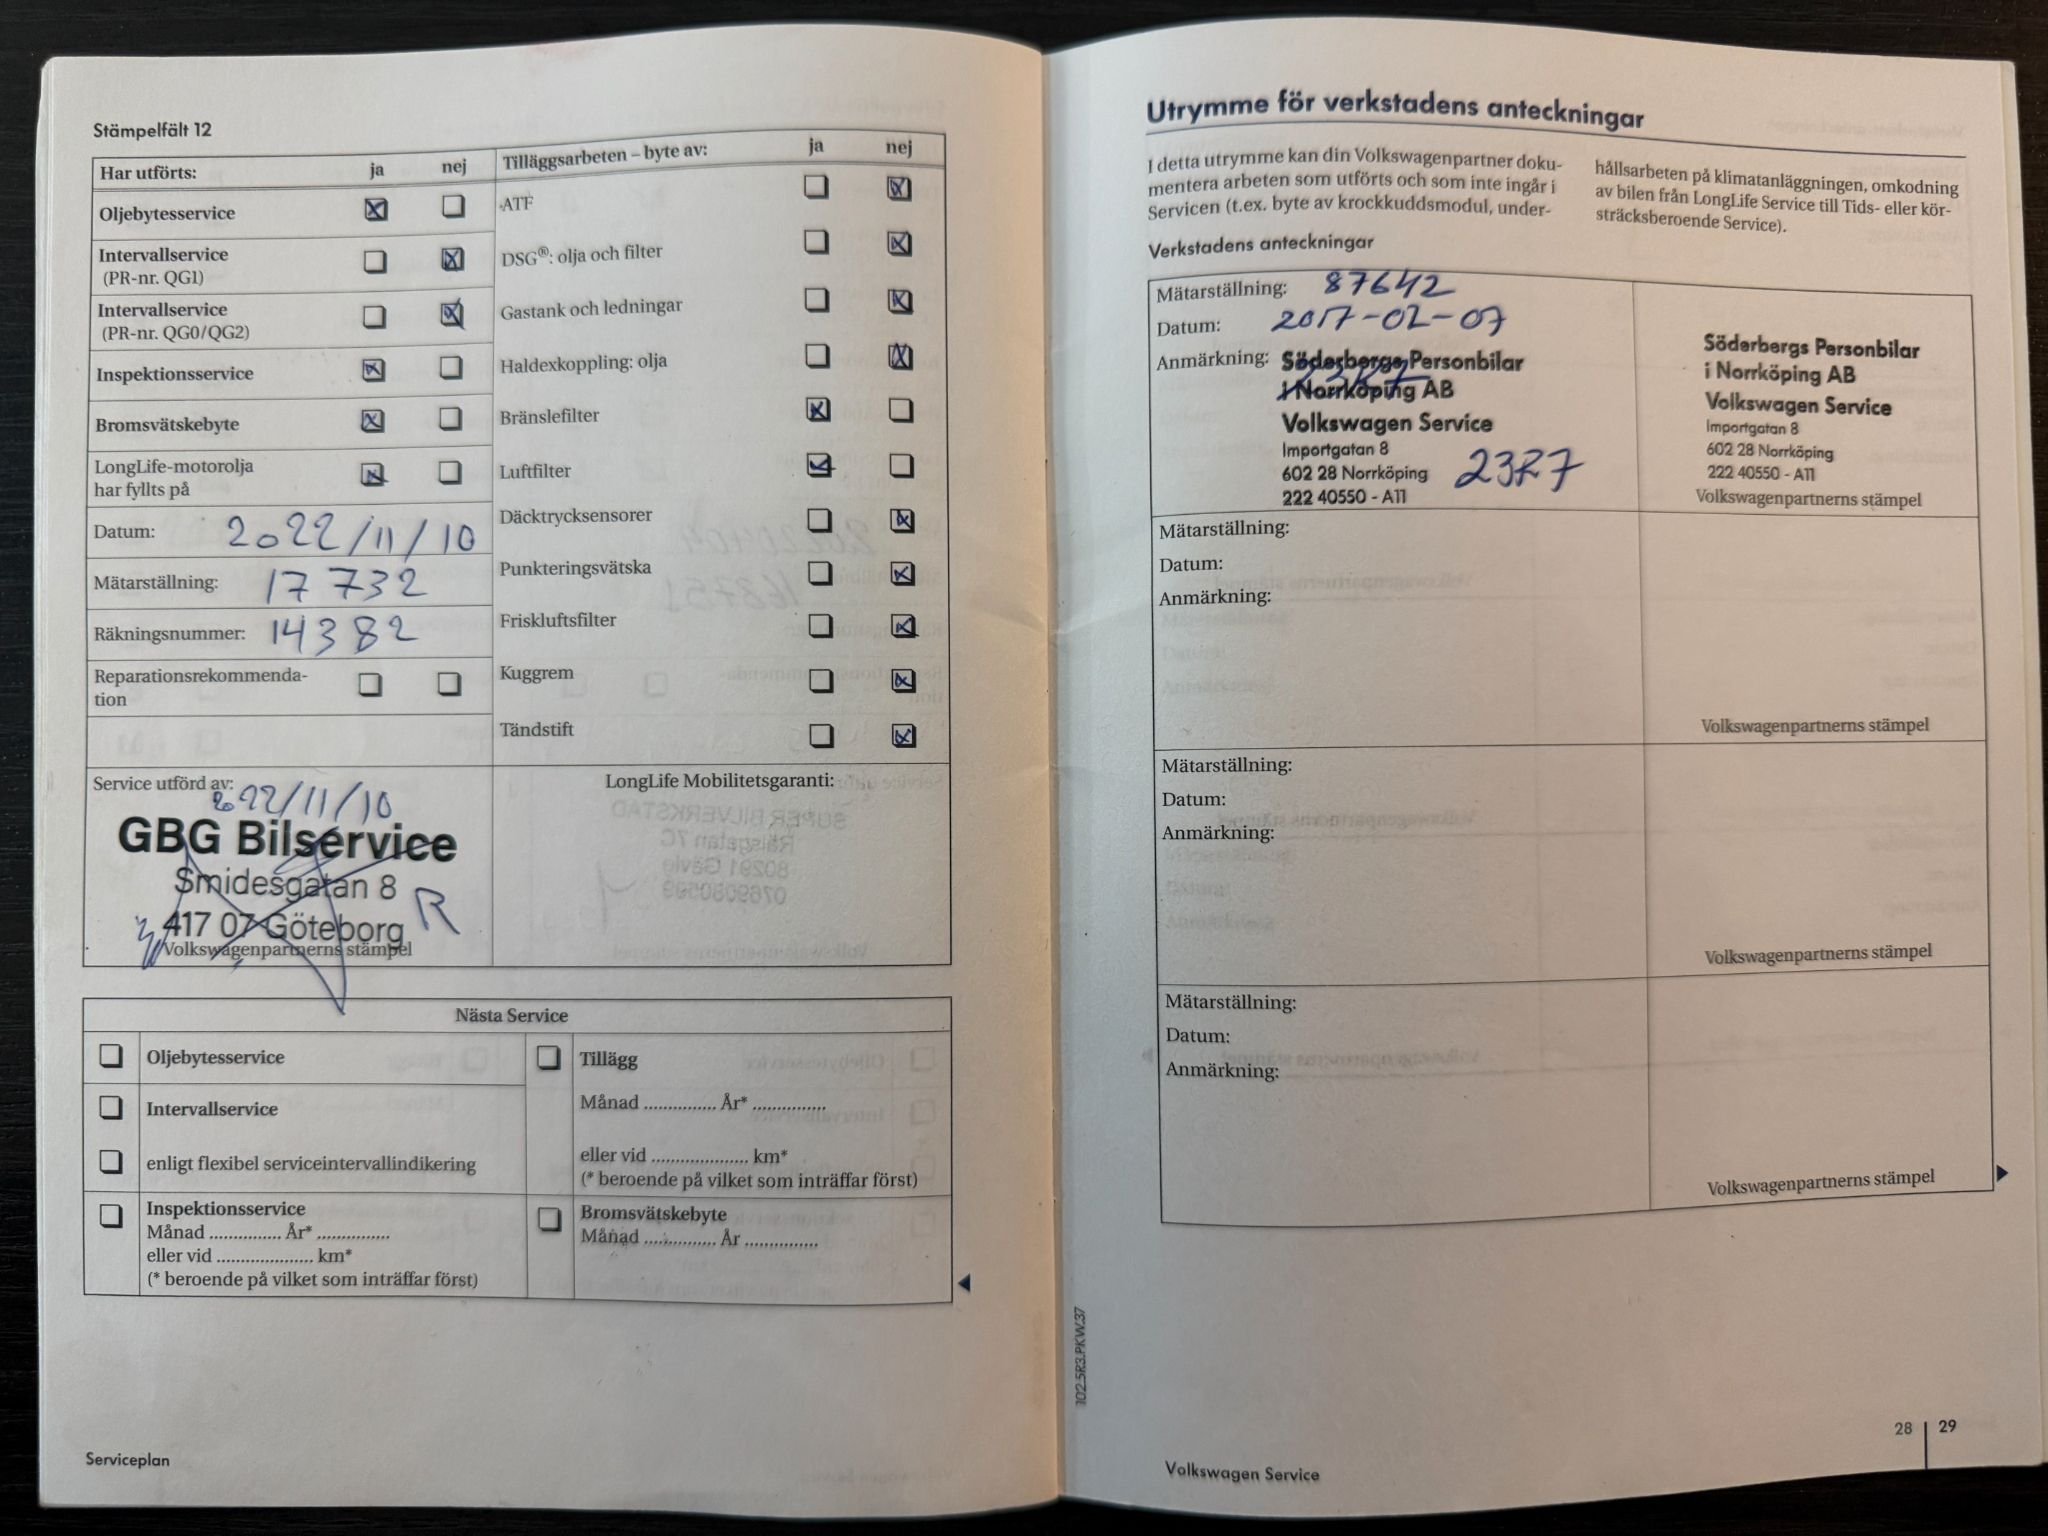 Stämpelfält 12
Har utförts: ja nej
Oljebytesservice
Intervallservice
(PR-nr. QG1)
Intervallservice
(PR-nr. QG0/QG2)
Inspektionsservice
Bromsvätskebyte
LongLife-motorolja
har fyllts på
Datum: 2022/11/10
Mätarställning: 17 732
Räkningsnummer: 14382
Reparationsrekommenda-
tion
Tilläggsarbeten – byte av: ja nej
ATF
DSG®: olja och filter
Gastank och ledningar
Haldexkoppling: olja
Bränslefilter
Luftfilter
Däcktrycksensorer
Punkteringsvätska
Friskluftsfilter
Kuggrem
Tändstift
Service utförd av:
2022/11/10
GBG Bilservice
Smidesgatan 8
417 07 Göteborg
R
Volkswagenpartnerns stämpel
LongLife Mobilitetsgaranti:
Nästa Service
Oljebytesservice
Intervallservice
enligt flexibel serviceintervallindikering
Inspektionsservice
Månad ............... År* ...............
eller vid .................... km*
(* beroende på vilket som inträffar först)
Tillägg
Månad ............... År* ...............
eller vid .................... km*
(* beroende på vilket som inträffar först)
Bromsvätskebyte
Månad ............... År ...............
Serviceplan
Utrymme för verkstadens anteckningar
I detta utrymme kan din Volkswagenpartner doku-
mentera arbeten som utförts och som inte ingår i
Servicen (t.ex. byte av krockkuddsmodul, under-
hållsarbeten på klimatanläggningen, omkodning
av bilen från LongLife Service till Tids- eller kör-
sträcksberoende Service).
Verkstadens anteckningar
Mätarställning: 87642
Datum: 2017-02-07
Anmärkning: Söderbergs Personbilar
i Norrköping AB
Volkswagen Service
Importgatan 8
602 28 Norrköping
222 40550 - A11
23R7
Söderbergs Personbilar
i Norrköping AB
Volkswagen Service
Importgatan 8
602 28 Norrköping
222 40550 - A11
Volkswagenpartnerns stämpel
Mätarställning:
Datum:
Anmärkning:
Volkswagenpartnerns stämpel
Mätarställning:
Datum:
Anmärkning:
Volkswagenpartnerns stämpel
Mätarställning:
Datum:
Anmärkning:
Volkswagenpartnerns stämpel
102.5R3.PKW.37
28 29
Volkswagen Service